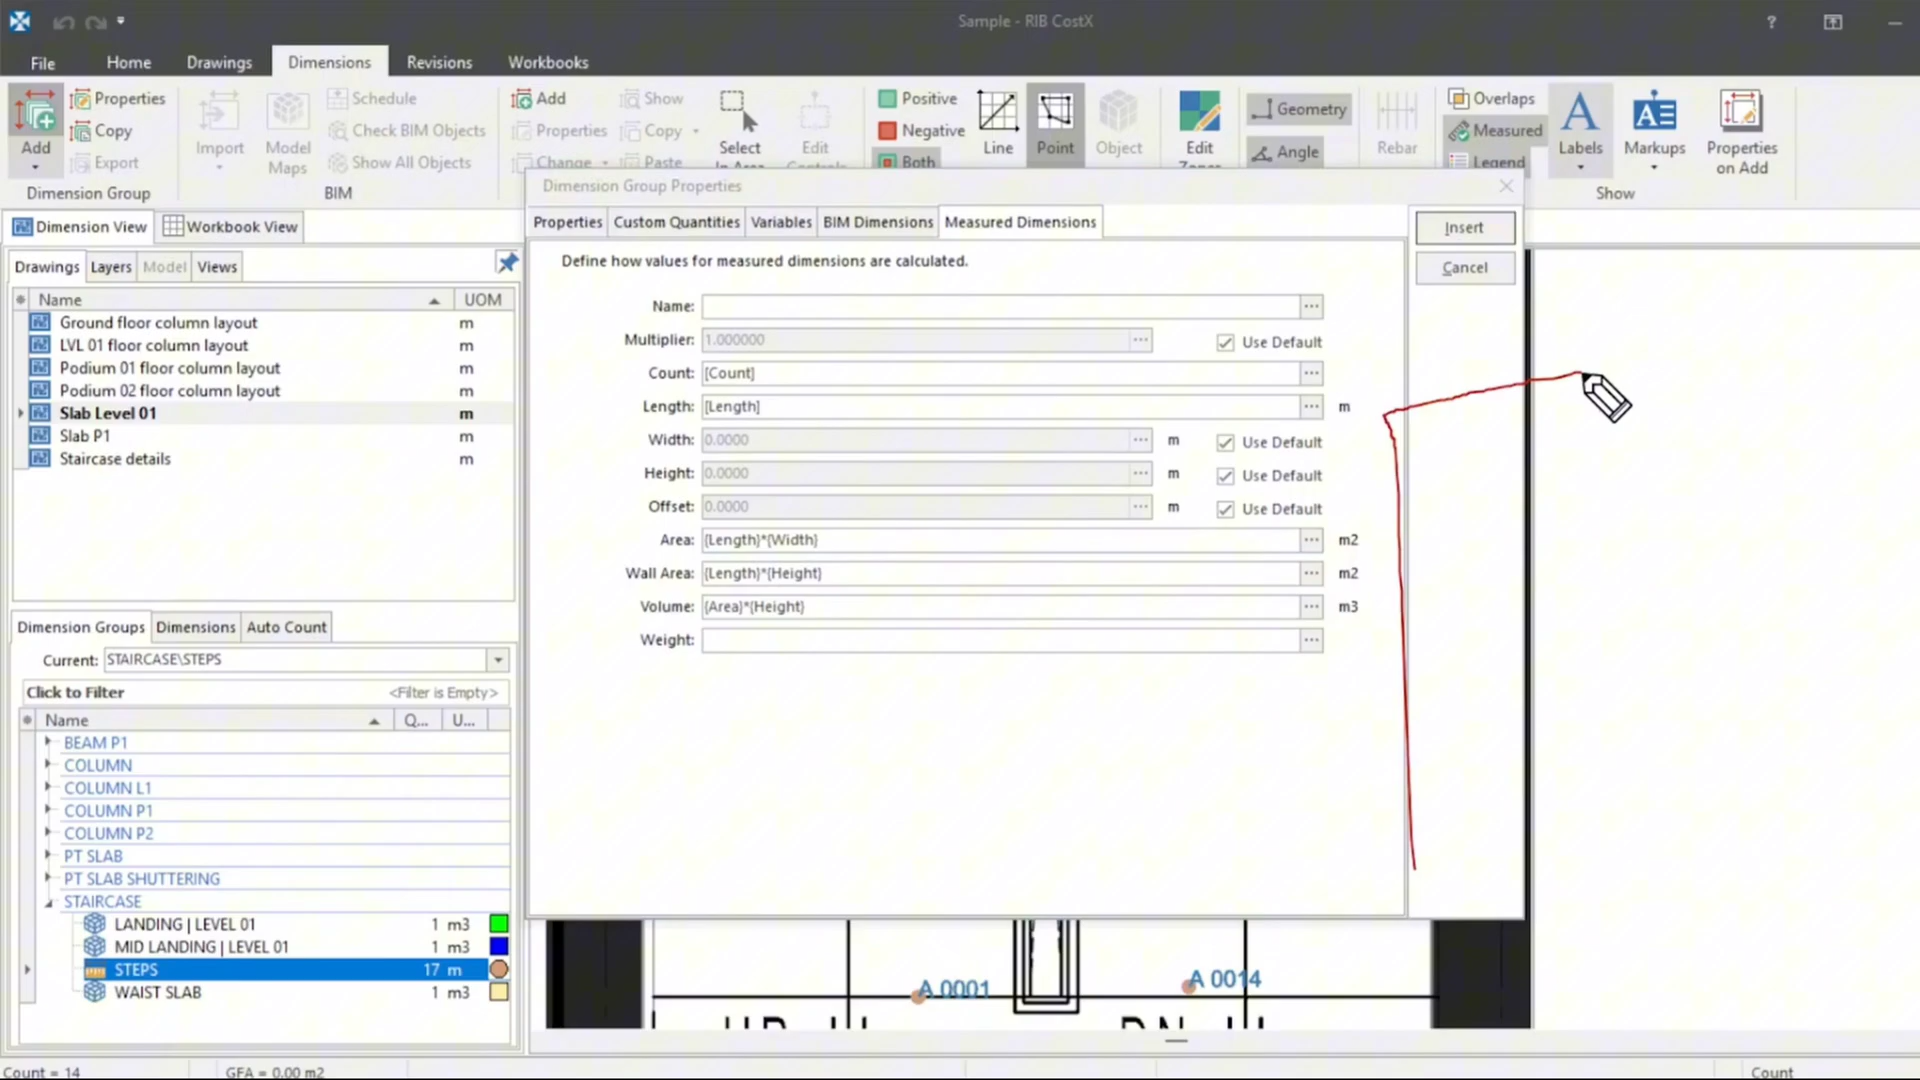 Sample - RIB CostX
?
File Home Drawings Dimensions Revisions Workbooks
Add
Properties
Copy
Export
Dimension Group
Import
Model Maps
Schedule
Check BIM Objects
Show All Objects
BIM
Add
Properties
Change
Show
Copy
Paste
Select In Area
Edit
Positive
Negative
Both
Line
Point
Object
Edit
Geometry
Angle
Rebar
Overlaps
Measured
Legend
Labels
Markups
Properties on Add
Show
Dimension View Workbook View
Drawings Layers Model Views
Name UOM
Ground floor column layout m
LVL 01 floor column layout m
Podium 01 floor column layout m
Podium 02 floor column layout m
Slab Level 01 m
Slab P1 m
Staircase details m
Dimension Groups Dimensions Auto Count
Current: STAIRCASE\STEPS
Click to Filter <Filter is Empty>
Name Q... U...
BEAM P1
COLUMN
COLUMN L1
COLUMN P1
COLUMN P2
PT SLAB
PT SLAB SHUTTERING
STAIRCASE
LANDING | LEVEL 01 1 m3
MID LANDING | LEVEL 01 1 m3
STEPS 17 m
WAIST SLAB 1 m3
Dimension Group Properties
Properties Custom Quantities Variables BIM Dimensions Measured Dimensions
Insert
Cancel
Define how values for measured dimensions are calculated.
Name: ...
Multiplier: 1.000000 ... Use Default
Count: [Count] ...
Length: [Length] ... m
Width: 0.0000 ... m Use Default
Height: 0.0000 ... m Use Default
Offset: 0.0000 ... m Use Default
Area: {Length}*{Width} ... m2
Wall Area: {Length}*{Height} ... m2
Volume: {Area}*{Height} ... m3
Weight: ...
A 0001
A 0014
Count = 14 GFA = 0.00 m2 Count